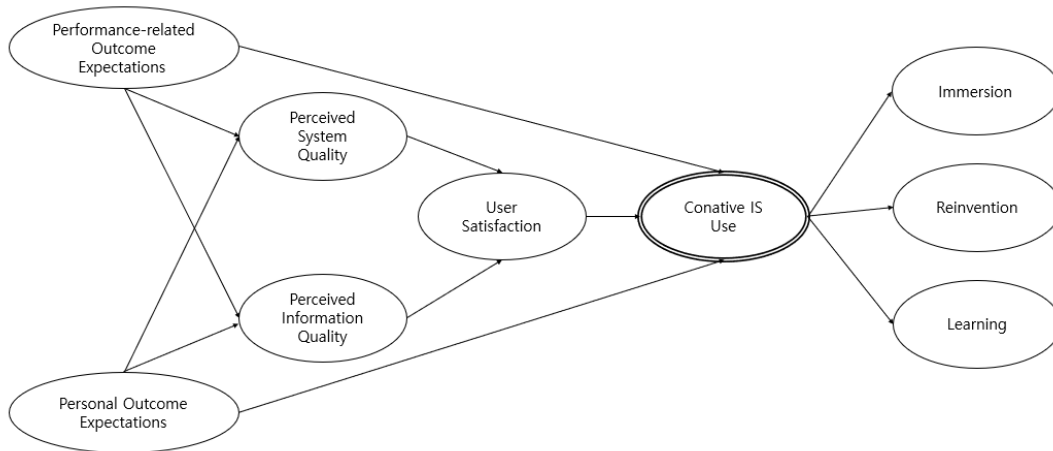 Performance-related
Outcome
Expectations
Perceived
System
Quality
User
Satisfaction
Perceived
Information
Quality
Personal Outcome
Expectations
Conative IS
Use
Immersion
Reinvention
Learning